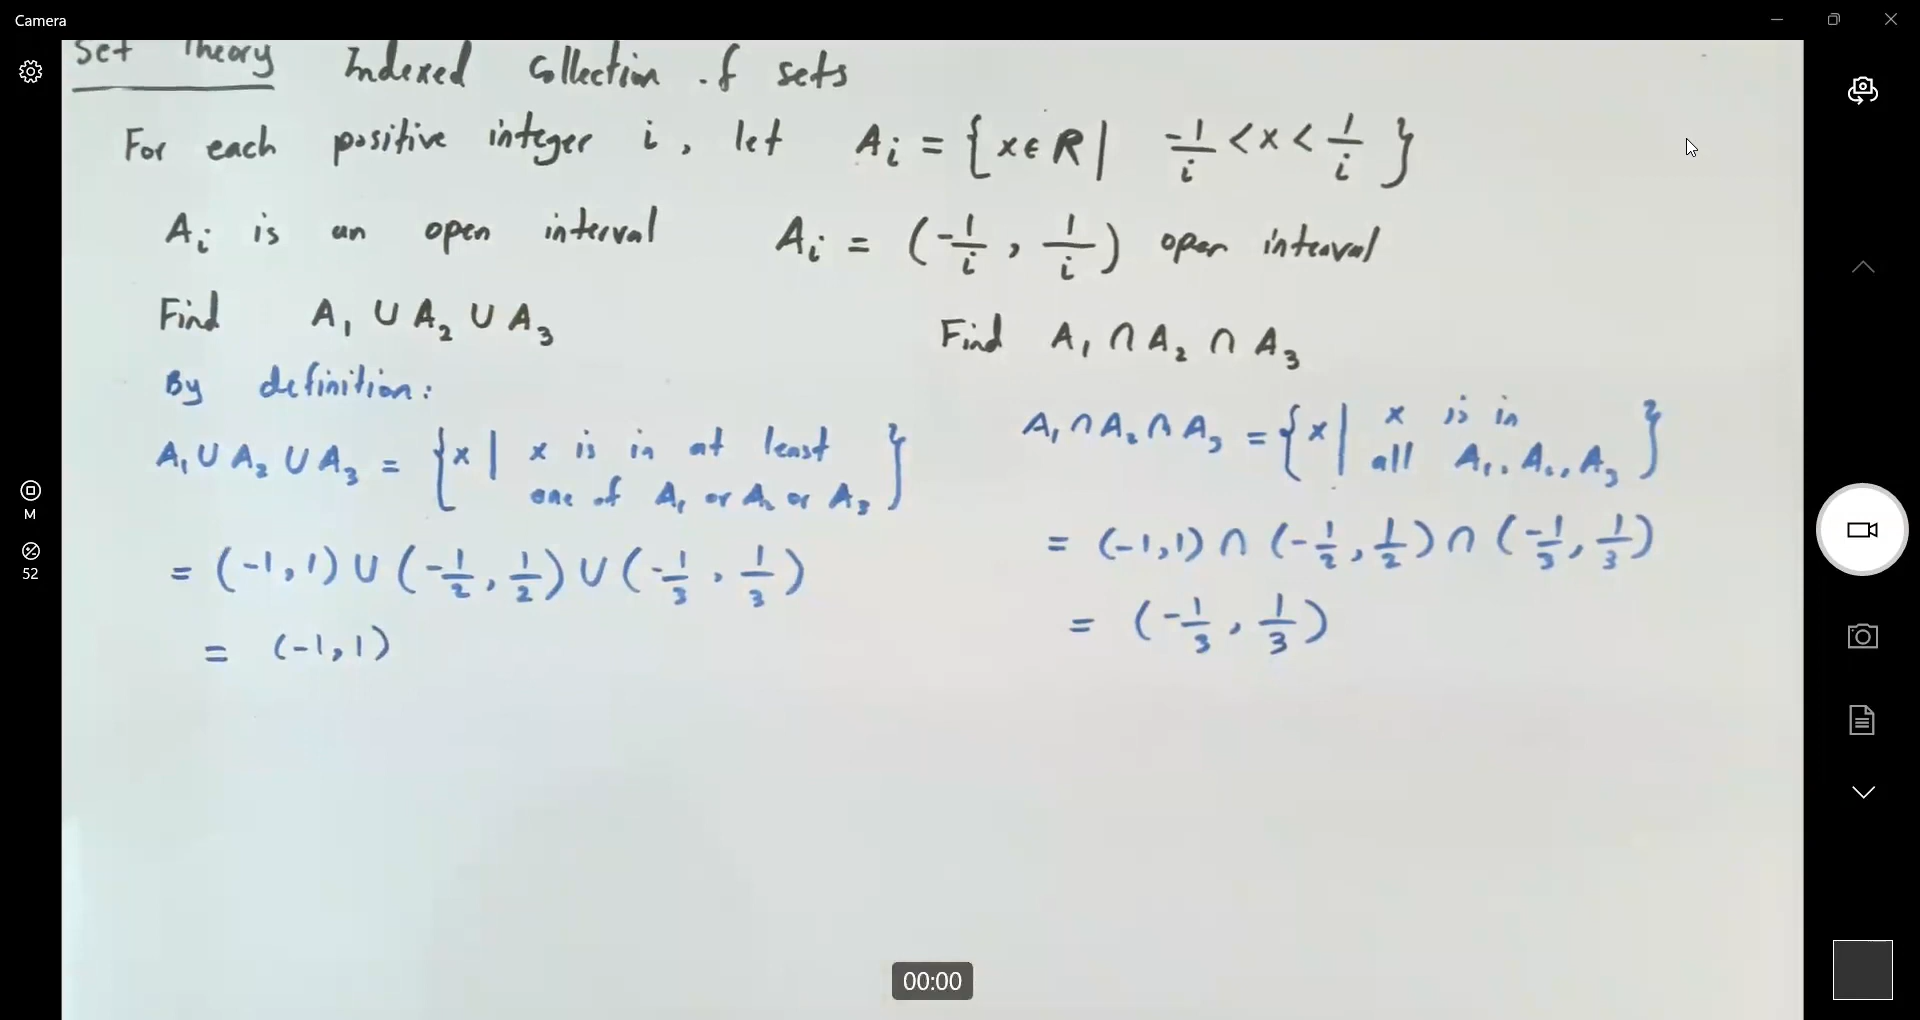 Camera
Set Theory Indexed Collection of sets
For each positive integer i, let Ai = {x ∈ R | -1/i < x < 1/i }
Ai is an open interval Ai = (-1/i, 1/i) open interval
Find A1 ∪ A2 ∪ A3
Find A1 ∩ A2 ∩ A3
By definition:
A1 ∪ A2 ∪ A3 = {x | x is in at least
one of A1 or A2 or A3}
= (-1,1) ∪ (-1/2, 1/2) ∪ (-1/3, 1/3)
= (-1,1)
A1 ∩ A2 ∩ A3 = {x | x is in
all A1, A2, A3}
= (-1,1) ∩ (-1/2, 1/2) ∩ (-1/3, 1/3)
= (-1/3, 1/3)
M
52
00:00